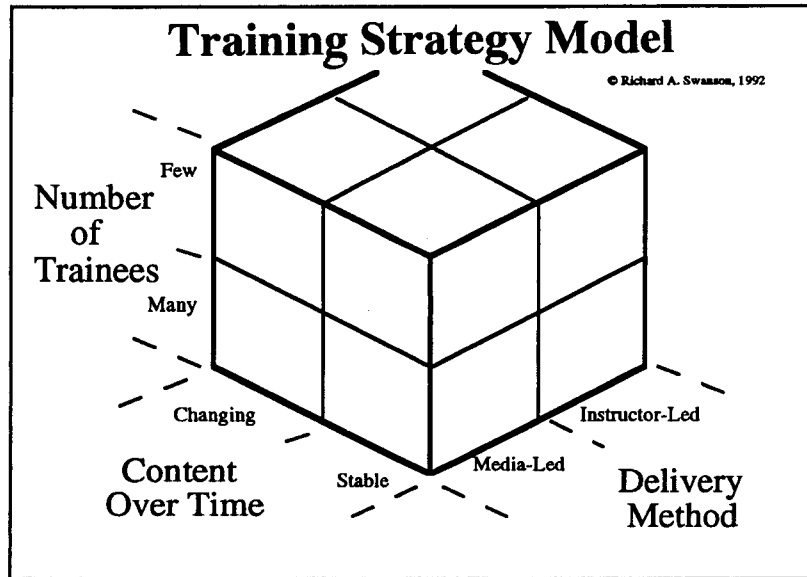 Training Strategy Model
© Richard A. Swanson, 1992
Few
Number
of
Trainees
Many
Changing
Instructor-Led
Content
Over Time
Stable
Media-Led
Delivery
Method